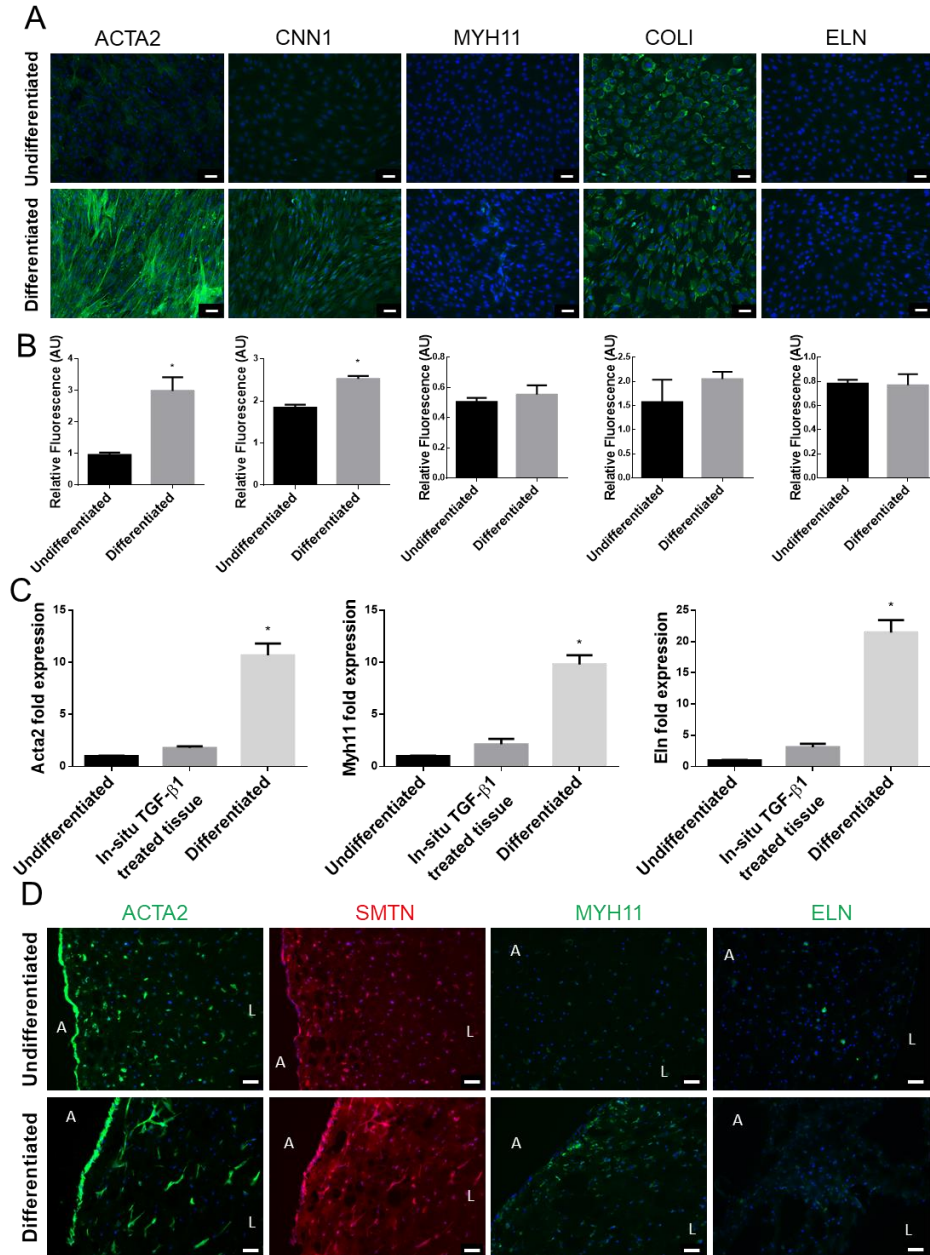 A
ACTA2 CNN1 MYH11 COLI ELN
Undifferentiated
Differentiated
B
Relative Fluorescence (AU)
4
3
2
1
0
*
Undifferentiated
Differentiated
Relative Fluorescence (AU)
3
2
1
0
*
Undifferentiated
Differentiated
Relative Fluorescence (AU)
0.8
0.6
0.4
0.2
0.0
Undifferentiated
Differentiated
Relative Fluorescence (AU)
2.5
2.0
1.5
1.0
0.5
0.0
Undifferentiated
Differentiated
Relative Fluorescence (AU)
1.0
0.8
0.6
0.4
0.2
0.0
Undifferentiated
Differentiated
C
Acta2 fold expression
15
10
5
0
*
Undifferentiated
In-situ TGF-β1
treated tissue
Differentiated
Myh11 fold expression
15
10
5
0
*
Undifferentiated
In-situ TGF-β1
treated tissue
Differentiated
Eln fold expression
25
20
15
10
5
0
*
Undifferentiated
In-situ TGF-β1
treated tissue
Differentiated
D
ACTA2 SMTN MYH11 ELN
Undifferentiated
A L
A L
A L
A L
Differentiated
A L
A L
A L
A L